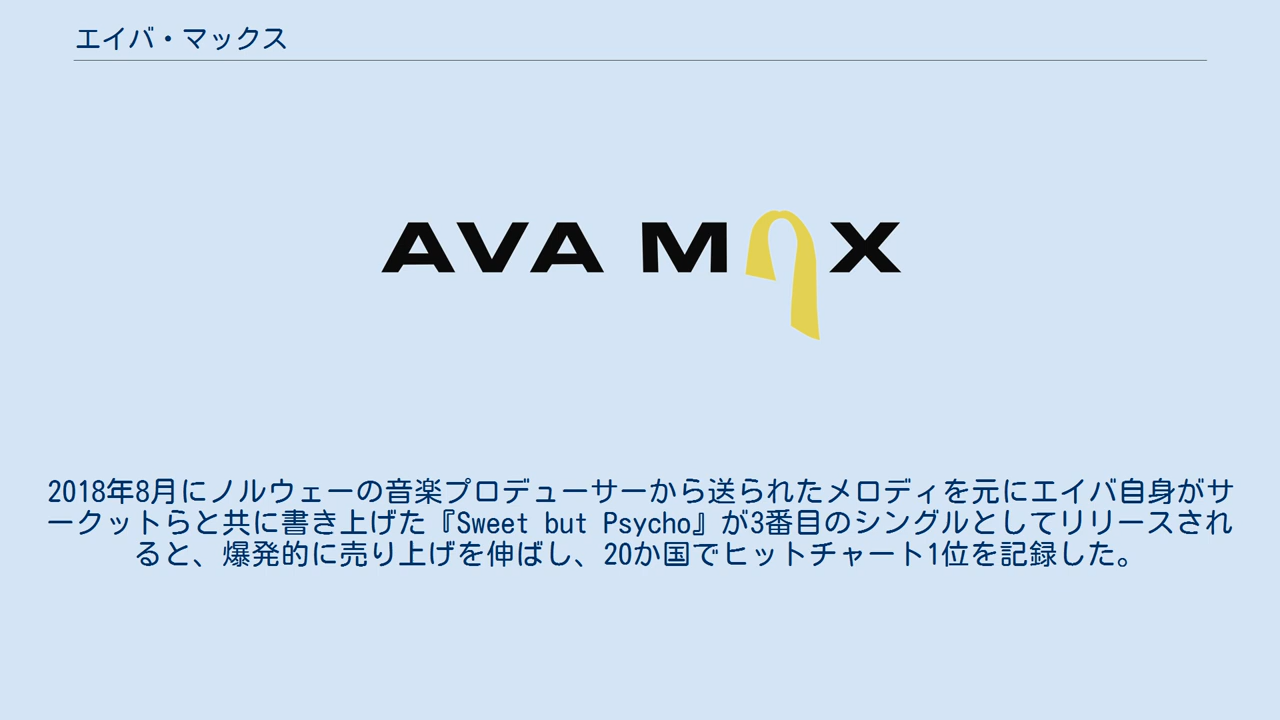 エイバ・マックス
AVA MAX
2018年8月にノルウェーの音楽プロデューサーから送られたメロディを元にエイバ自身がサ
ークットらと共に書き上げた『Sweet but Psycho』が3番目のシングルとしてリリースされ
ると、爆発的に売り上げを伸ばし、20か国でヒットチャート1位を記録した。